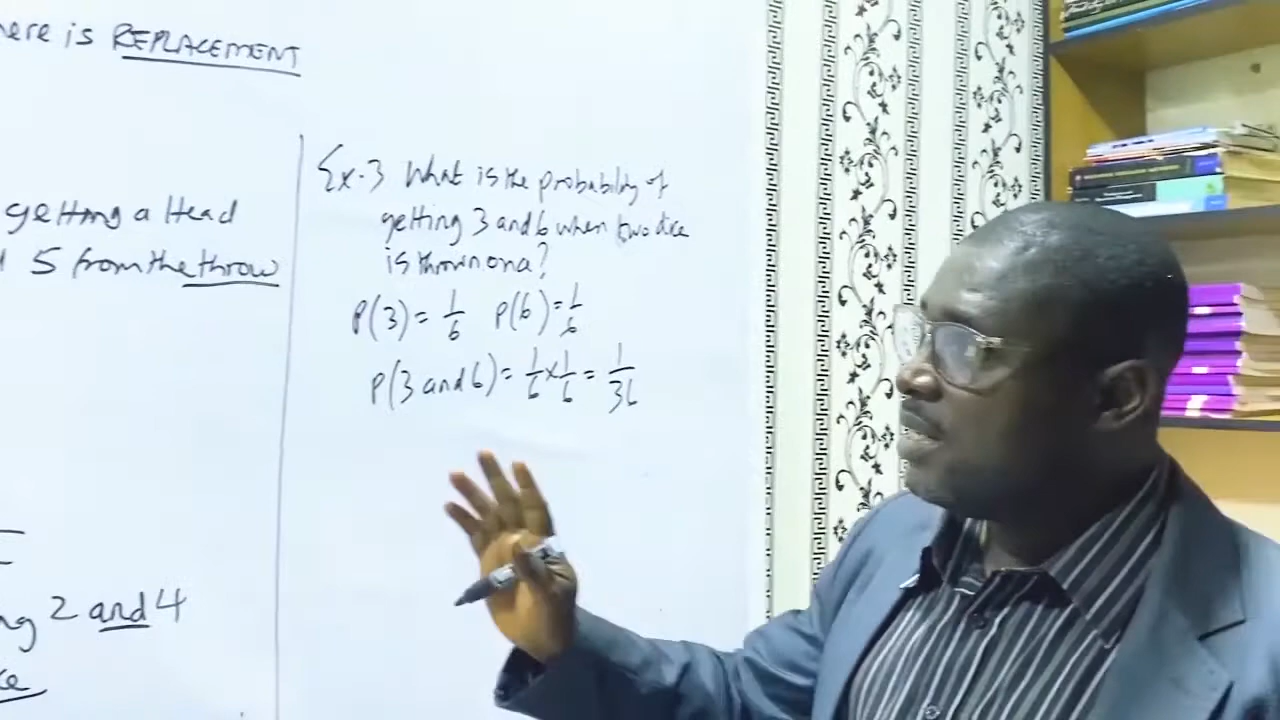 ere is REPLACEMENT
getting a Head
5 from the throw
ng 2 and 4
Ex.3 What is the probability of
getting 3 and 6 when two dice
is thrown once?
P(3) = 1/6 P(6) = 1/6
P(3 and 6) = 1/6 × 1/6 = 1/36